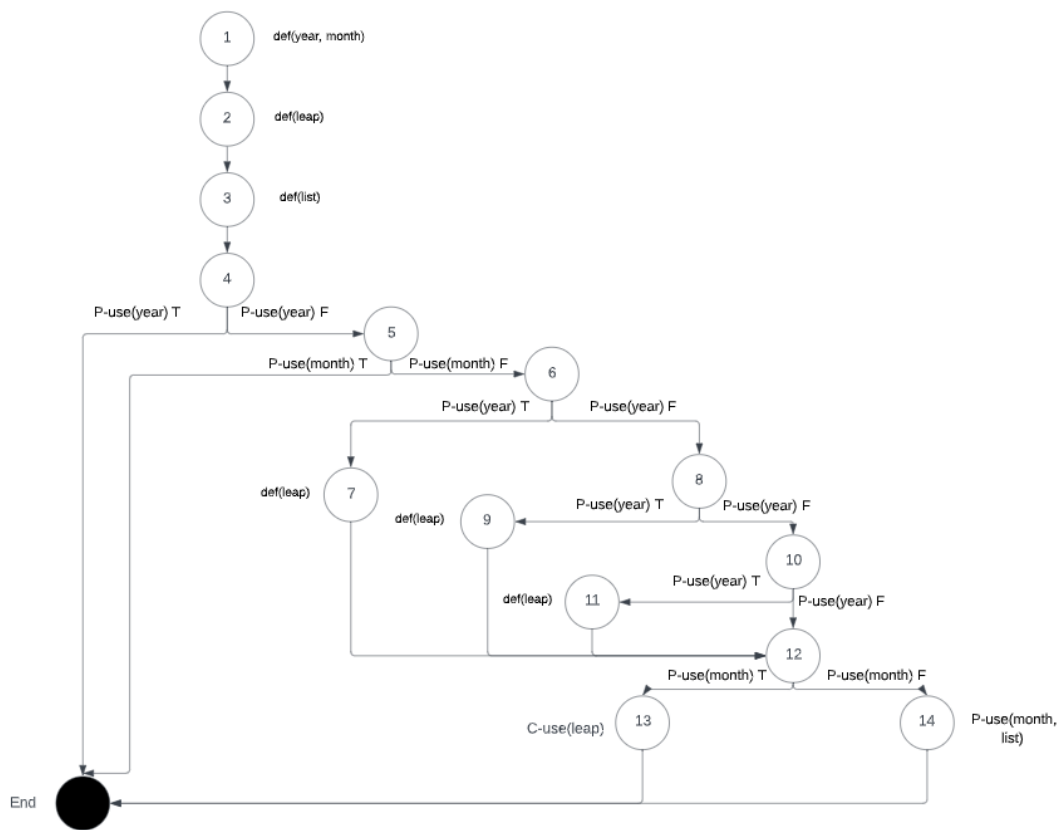 1 def(year, month)
2 def(leap)
3 def(list)
4
P-use(year) T P-use(year) F
5
P-use(month) T P-use(month) F
6
P-use(year) T P-use(year) F
8
def(leap) 7
P-use(year) T P-use(year) F
def(leap) 9
10
P-use(year) T
def(leap) 11 P-use(year) F
12
P-use(month) T P-use(month) F
13 14
C-use(leap) P-use(month,
list)
End